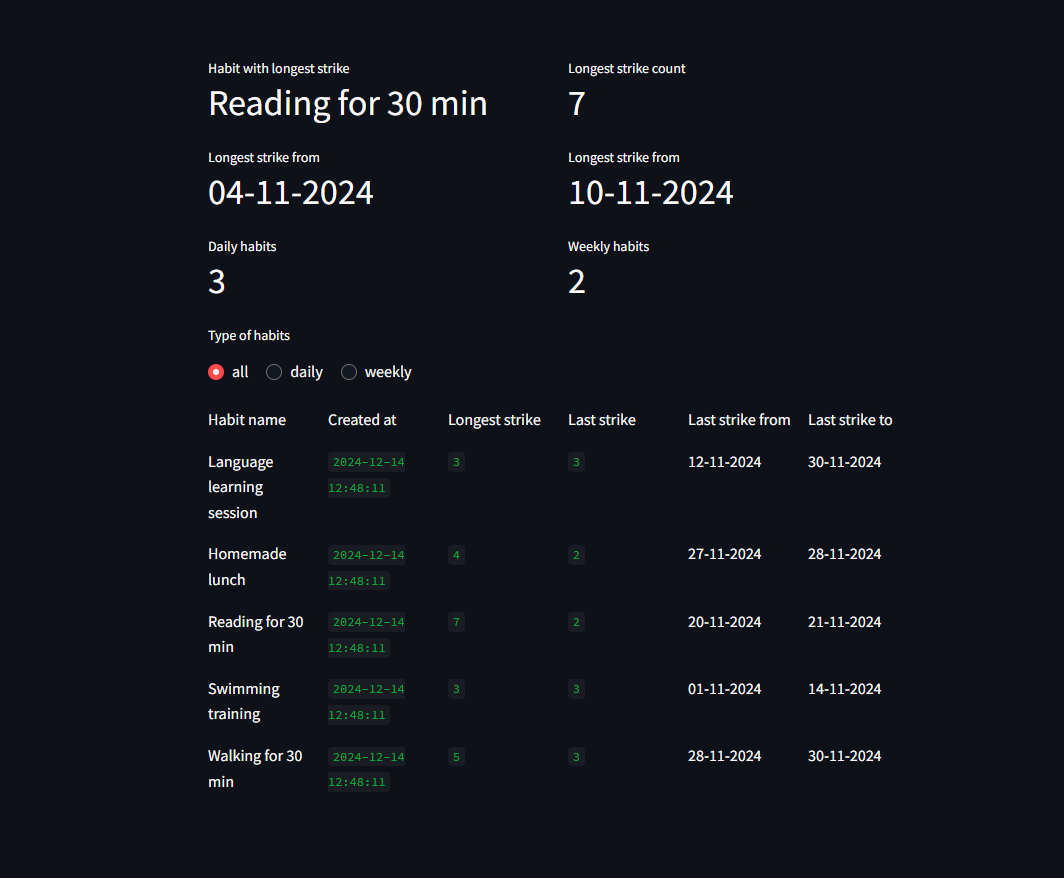 Habit with longest strike Longest strike count
Reading for 30 min 7
Longest strike from Longest strike from
04-11-2024 10-11-2024
Daily habits Weekly habits
3 2
Type of habits
all daily weekly
Habit name Created at Longest strike Last strike Last strike from Last strike to
Language 2024-12-14 3 3 12-11-2024 30-11-2024
learning 12:48:11
session
Homemade 2024-12-14 4 2 27-11-2024 28-11-2024
lunch 12:48:11
Reading for 30 2024-12-14 7 2 20-11-2024 21-11-2024
min 12:48:11
Swimming 2024-12-14 3 3 01-11-2024 14-11-2024
training 12:48:11
Walking for 30 2024-12-14 5 3 28-11-2024 30-11-2024
min 12:48:11